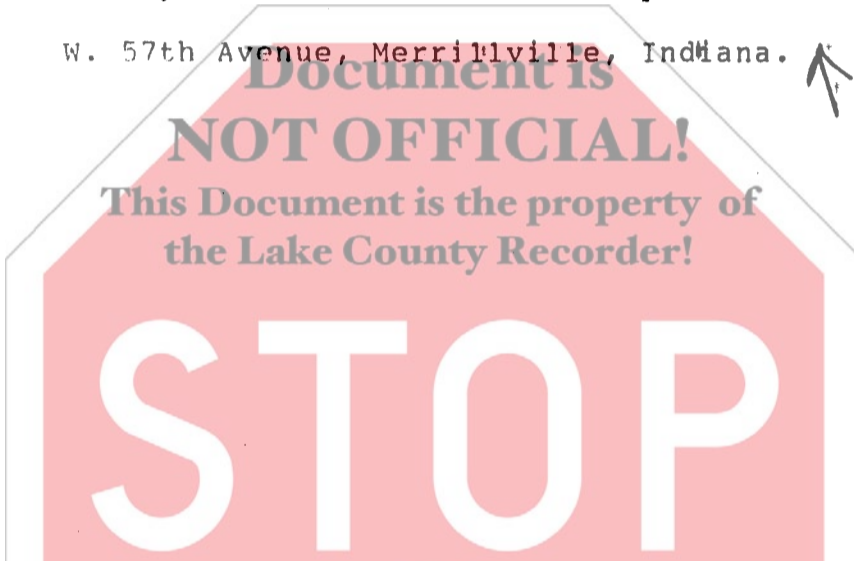 W. 57th Avenue, Merrillville, Indiana.
Document is
NOT OFFICIAL!
This Document is the property of
the Lake County Recorder!
STOP